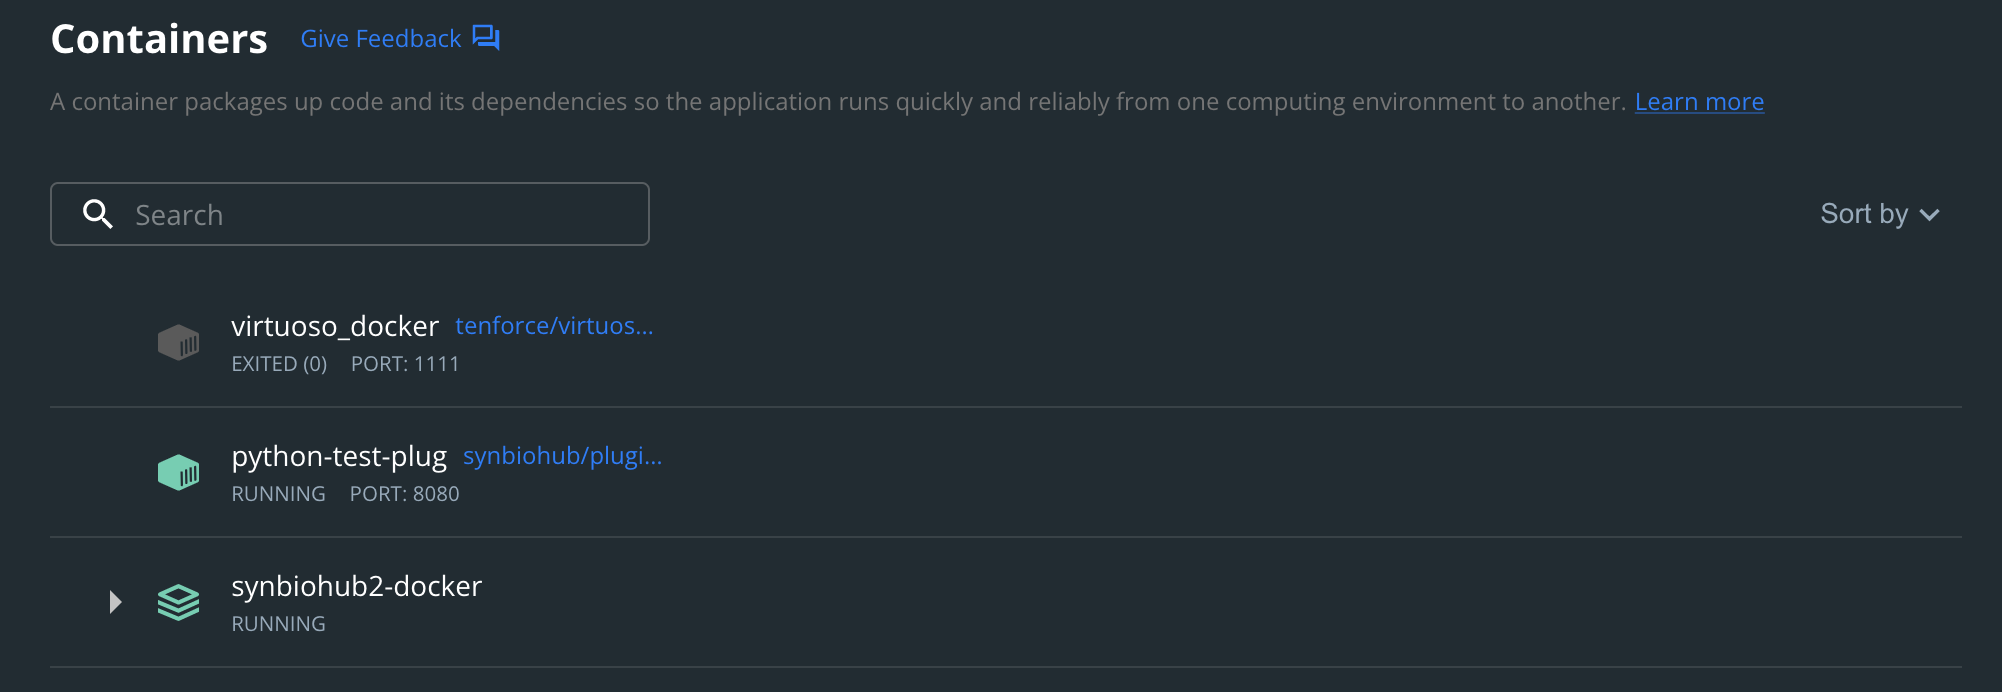 Containers Give Feedback
A container packages up code and its dependencies so the application runs quickly and reliably from one computing environment to another. Learn more
Search
Sort by
virtuoso_docker tenforce/virtuos...
EXITED (0) PORT: 1111
python-test-plug synbiohub/plugi...
RUNNING PORT: 8080
synbiohub2-docker
RUNNING